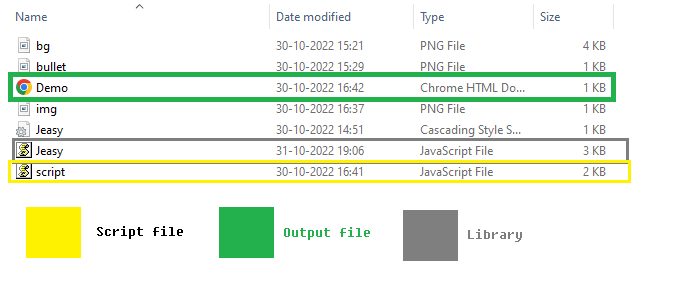 Name Date modified Type Size
bg 30-10-2022 15:21 PNG File 4 KB
bullet 30-10-2022 15:29 PNG File 1 KB
Demo 30-10-2022 16:42 Chrome HTML Do... 1 KB
img 30-10-2022 16:37 PNG File 1 KB
Jeasy 30-10-2022 14:51 Cascading Style S... 1 KB
Jeasy 31-10-2022 19:06 JavaScript File 3 KB
script 30-10-2022 16:41 JavaScript File 2 KB
Script file Output file Library